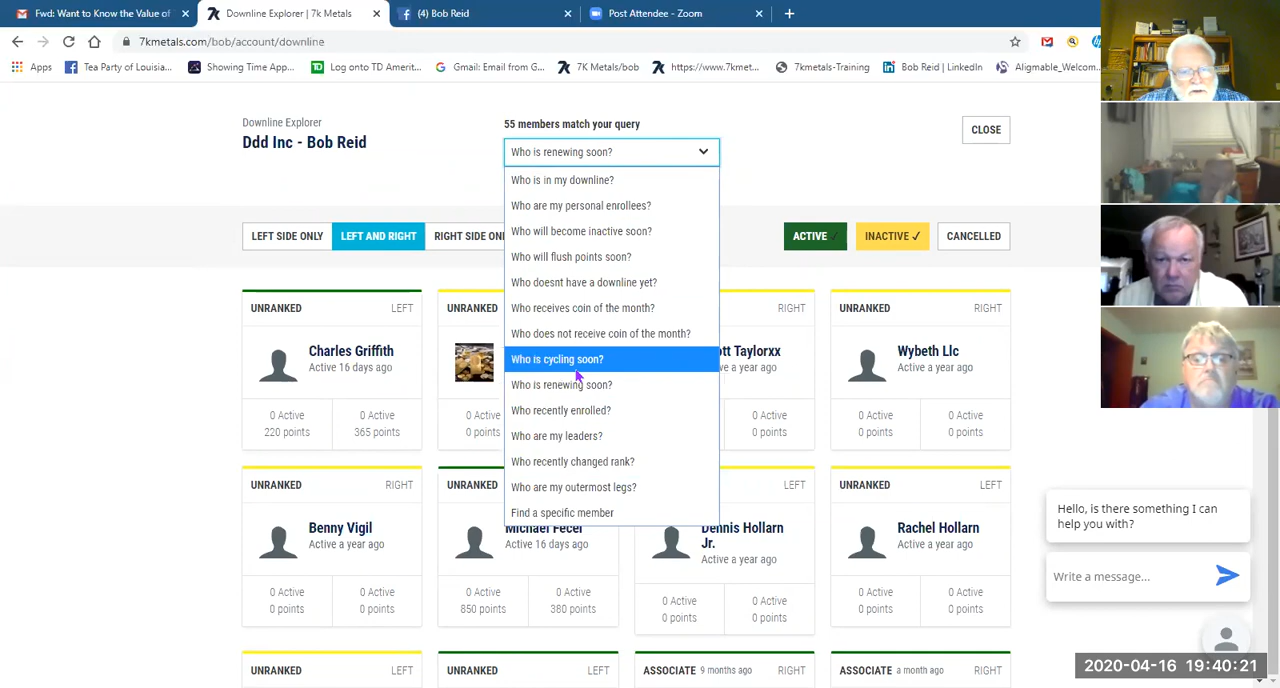 Fwd: Want to Know the Value of
Downline Explorer | 7k Metals
(4) Bob Reid
Post Attendee - Zoom
7kmetals.com/bob/account/downline
Apps
Tea Party of Louisia...
Showing Time App...
Log onto TD Amerit...
Gmail: Email from G...
7K Metals/bob
https://www.7kmet...
7kmetals-Training
Bob Reid | LinkedIn
Aligmable_Welcom...
Downline Explorer
Ddd Inc - Bob Reid
55 members match your query
Who is renewing soon?
CLOSE
Who is in my downline?
Who are my personal enrollees?
Who will become inactive soon?
Who will flush points soon?
Who doesnt have a downline yet?
Who receives coin of the month?
Who does not receive coin of the month?
Who is cycling soon?
Who is renewing soon?
Who recently enrolled?
Who are my leaders?
Who recently changed rank?
Who are my outermost legs?
Find a specific member
LEFT SIDE ONLY
LEFT AND RIGHT
RIGHT SIDE ON
ACTIVE ✓
INACTIVE ✓
CANCELLED
UNRANKED LEFT
Charles Griffith
Active 16 days ago
0 Active 0 Active
220 points 365 points
UNRANKED
0 Active
0 points
RIGHT
ott Taylorxx
e a year ago
0 Active
0 points
UNRANKED RIGHT
Wybeth Llc
Active a year ago
0 Active 0 Active
0 points 0 points
UNRANKED RIGHT
Benny Vigil
Active a year ago
0 Active 0 Active
0 points 0 points
UNRANKED
Michael Fecel
Active 16 days ago
0 Active 0 Active
850 points 380 points
LEFT
Dennis Hollarn
Jr.
Active a year ago
0 Active 0 Active
0 points 0 points
UNRANKED LEFT
Rachel Hollarn
Active a year ago
0 Active 0 Active
0 points 0 points
UNRANKED LEFT
UNRANKED LEFT
ASSOCIATE 9 months ago RIGHT
ASSOCIATE a month ago RIGHT
Hello, is there something I can
help you with?
Write a message...
2020-04-16 19:40:21